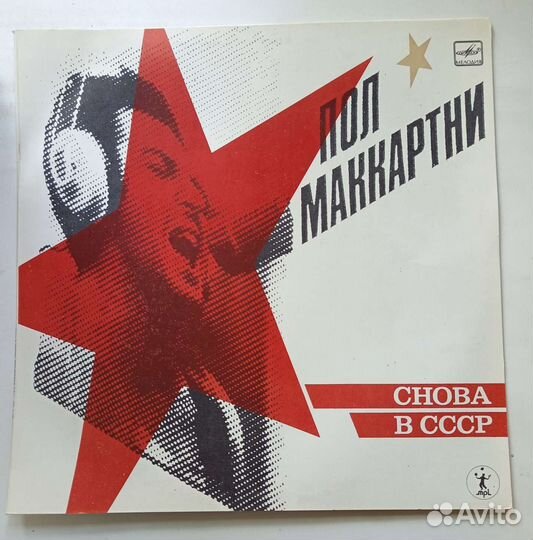 МЕЛОДИЯ
ПОЛ
МАККАРТНИ
СНОВА
В СССР
mpl
Avito